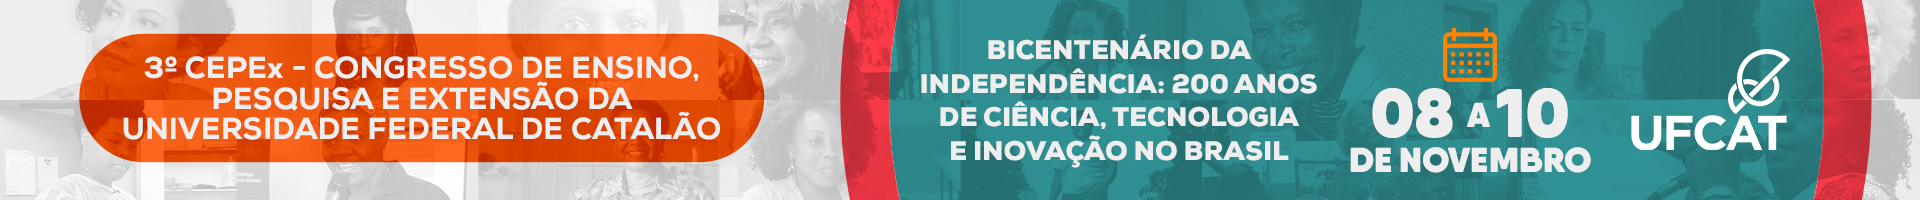 3º CEPEx - CONGRESSO DE ENSINO,
PESQUISA E EXTENSÃO DA
UNIVERSIDADE FEDERAL DE CATALÃO
BICENTENÁRIO DA
INDEPENDÊNCIA: 200 ANOS
DE CIÊNCIA, TECNOLOGIA
E INOVAÇÃO NO BRASIL
08 A 10
DE NOVEMBRO
UFCAT